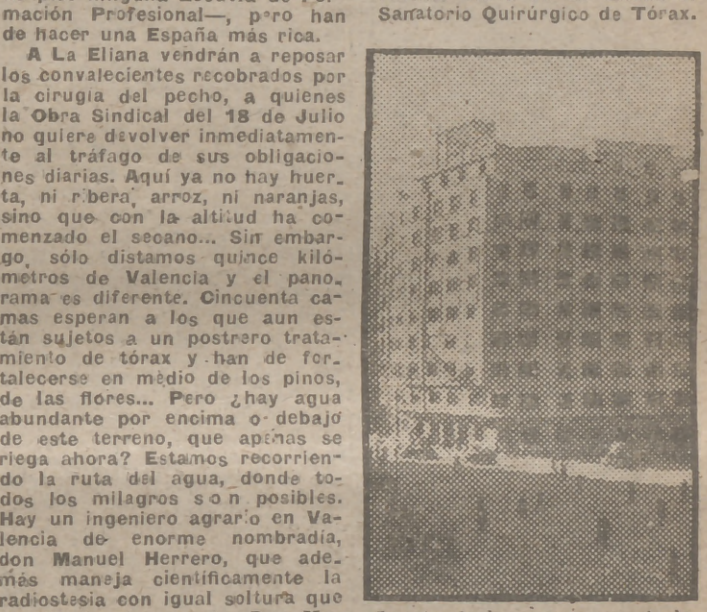 mación Profesional—, pero han
de hacer una España más rica.
A La Eliana vendrán a reposar
los convalecientes recobrados por
la cirugía del pecho, a quienes
la Obra Sindical del 18 de Julio
no quiere devolver inmediatamen-
te al tráfago de sus obligacio-
nes diarias. Aquí ya no hay huer-
ta, ni ribera, arroz, ni naranjas,
sino que con la altitud ha co-
menzado el secano... Sin embar-
go, sólo distamos quince kiló-
metros de Valencia y el pano-
rama es diferente. Cincuenta ca-
mas esperan a los que aun es-
tán sujetos a un postrero trata-
miento de tórax y han de for-
talecerse en medio de los pinos,
de las flores... Pero ¿hay agua
abundante por encima o debajo
de este terreno, que apenas se
riega ahora? Estamos recorrien-
do la ruta del agua, donde to-
dos los milagros son posibles.
Hay un ingeniero agrario en Va-
lencia de enorme nombradía,
don Manuel Herrero, que ade-
más maneja científicamente la
radiostesia con igual soltura que
Sanatorio Quirúrgico de Tórax.